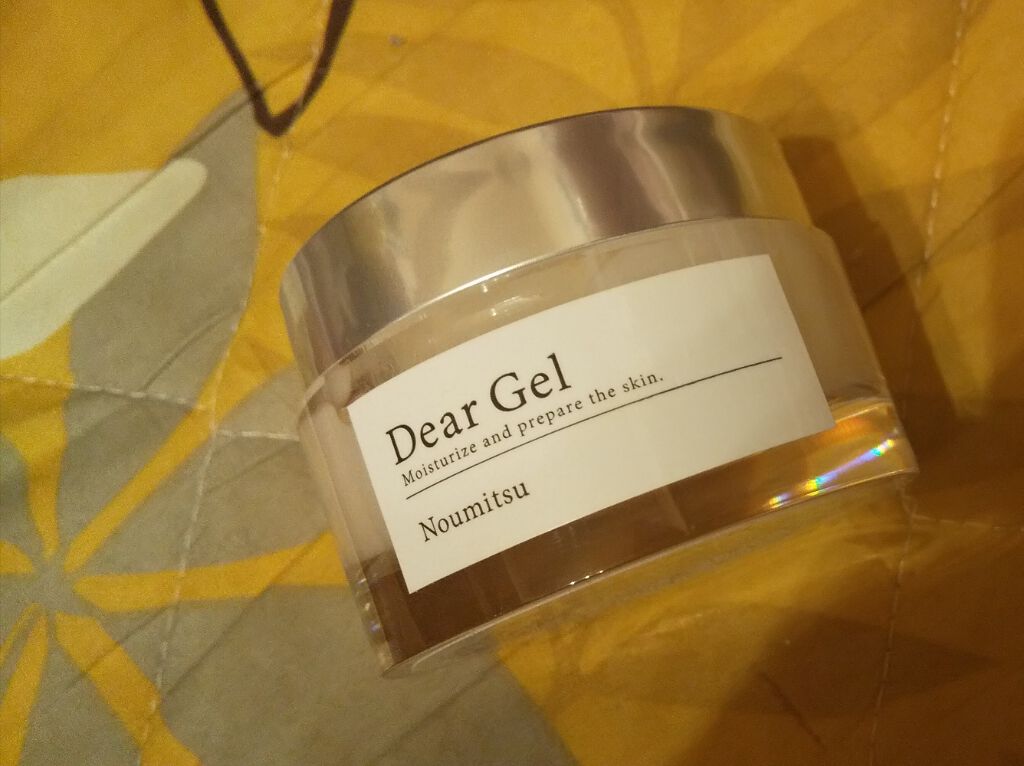 Dear Gel
Moisturize and prepare the skin.
Noumitsu